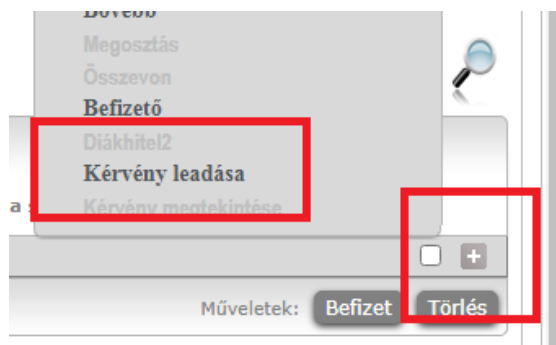 Bővebb
Megosztás
Összevon
Befizető
Diákhitel2
Kérvény leadása
a s
Kérvény megtekintése
Műveletek: Befizet Törlés